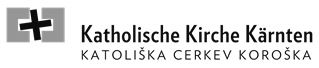 Katholische Kirche Kärnten
KATOLIŠKA CERKEV KOROŠKA